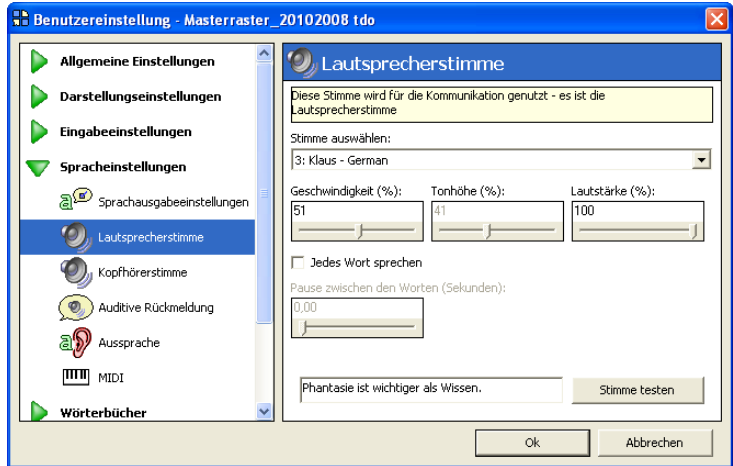 Benutzereinstellung - Masterraster_20102008 tdo
Allgemeine Einstellungen
Darstellungseinstellungen
Eingabeeinstellungen
Spracheinstellungen
Sprachausgabeeinstellungen
Lautsprecherstimme
Kopfhörerstimme
Auditive Rückmeldung
Aussprache
MIDI
Wörterbücher
Lautsprecherstimme
Diese Stimme wird für die Kommunikation genutzt - es ist die
Lautsprecherstimme
Stimme auswählen:
3: Klaus - German
Geschwindigkeit (%): Tonhöhe (%): Lautstärke (%):
51 41 100
Jedes Wort sprechen
Pause zwischen den Worten (Sekunden):
0,00
Phantasie ist wichtiger als Wissen. Stimme testen
Ok Abbrechen